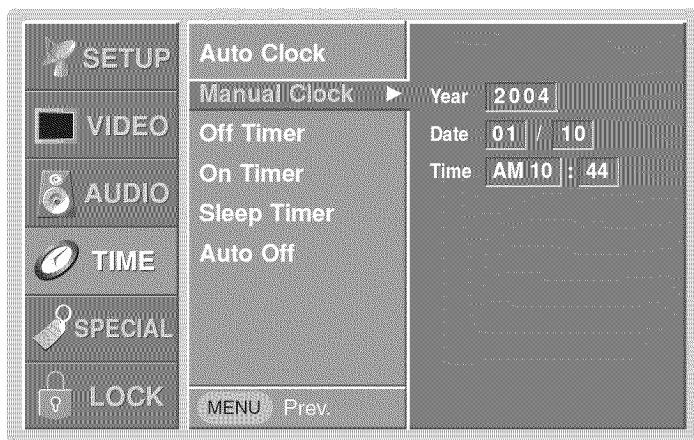 SETUP
VIDEO
AUDIO
TIME
SPECIAL
LOCK
Auto Clock
Manual Clock ►
Off Timer
On Timer
Sleep Timer
Auto Off
MENU Prev.
Year 2004
Date 01 / 10
Time AM 10 : 44